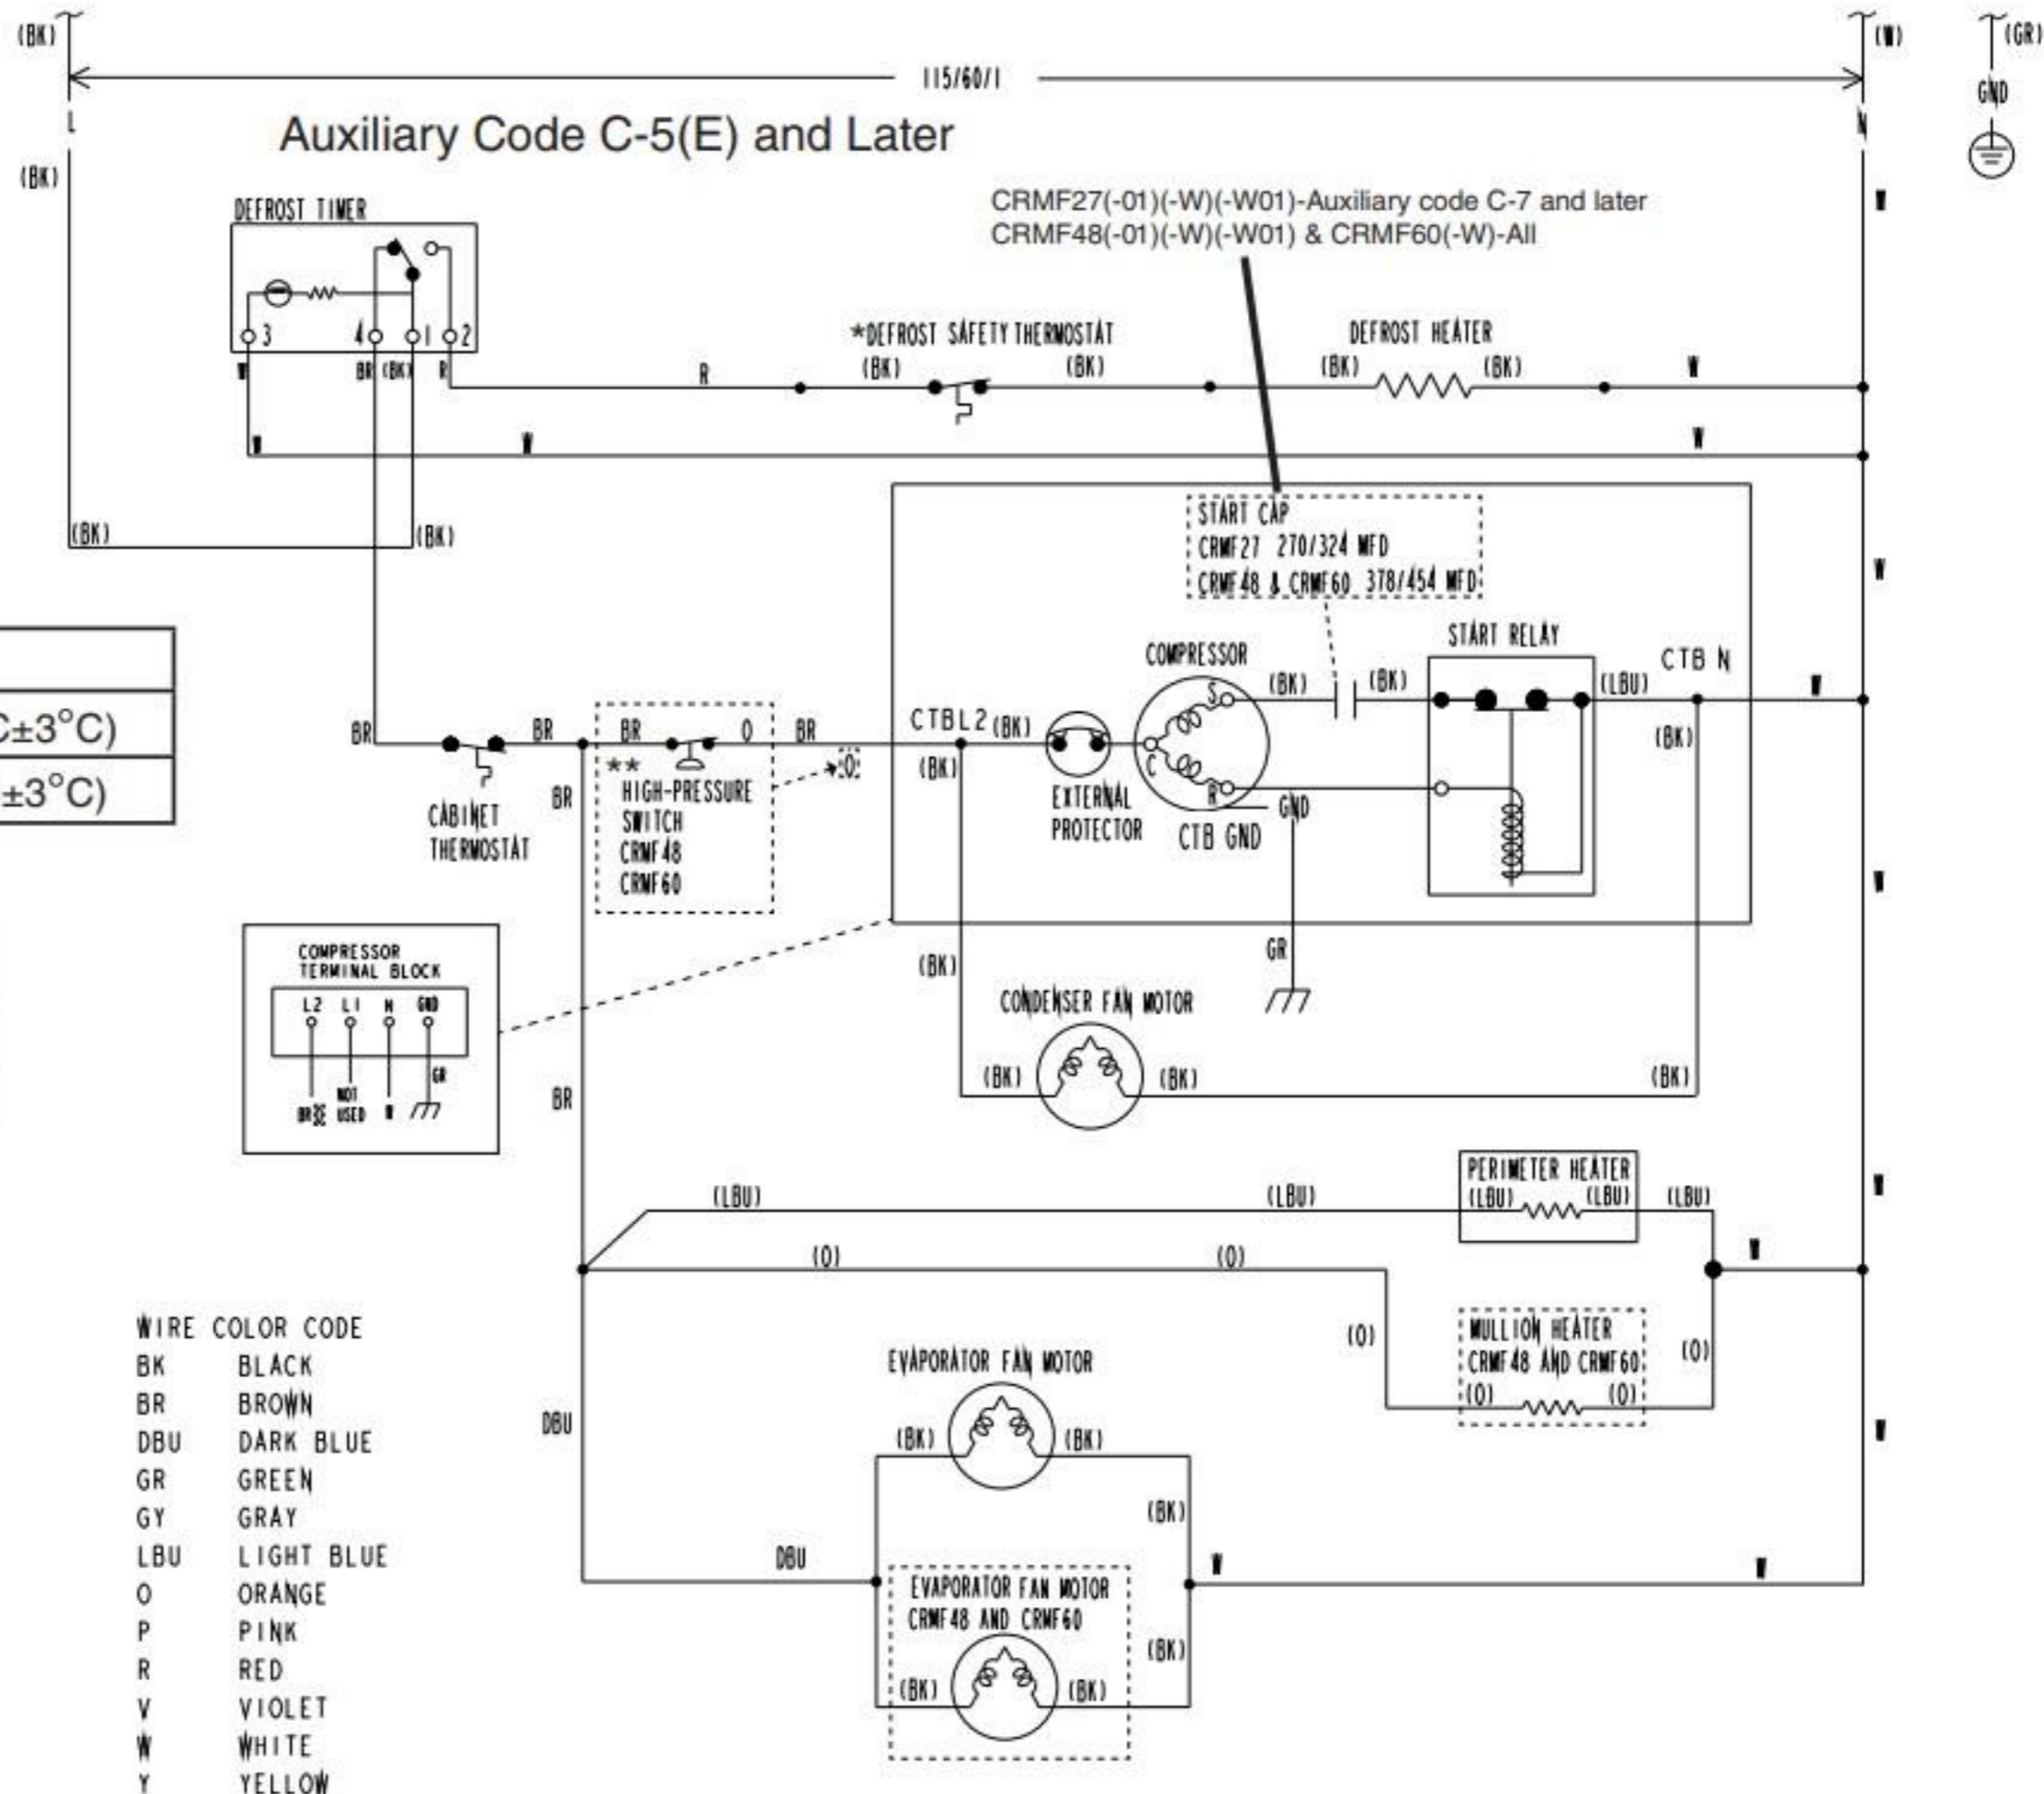 (BK)
115/60/1
(W)
(GR)
GND
L
N
Auxiliary Code C-5(E) and Later
(BK)
W
CRMF27(-01)(-W)(-W01)-Auxiliary code C-7 and later
CRMF48(-01)(-W)(-W01) & CRMF60(-W)-All
DEFROST TIMER
3
4
1
2
W
BR
(BK)
R
R
*DEFROST SAFETY THERMOSTAT
(BK)
(BK)
DEFROST HEATER
(BK)
(BK)
W
W
W
W
(BK)
(BK)
START CAP
CRMF27 270/324 MFD
CRMF48 & CRMF60 378/454 MFD
W
C±3°C)
±3°C)
START RELAY
COMPRESSOR
S
C
R
(BK)
(BK)
(LBU)
CTB N
W
(BK)
BR
BR
BR
O
BR
CTBL2
(BK)
(BK)
O
CABINET
THERMOSTAT
BR
**
HIGH-PRESSURE
SWITCH
CRMF48
CRMF60
EXTERNAL
PROTECTOR
GND
CTB GND
W
COMPRESSOR
TERMINAL BLOCK
L2
L1
N
GND
GR
BR
NOT
USED
W
(BK)
GR
CONDENSER FAN MOTOR
(BK)
(BK)
(BK)
BR
PERIMETER HEATER
(LBU)
(LBU)
(LBU)
(LBU)
(LBU)
W
(O)
(O)
W
MULLION HEATER
CRMF48 AND CRMF60
(O)
(O)
(O)
(O)
W
EVAPORATOR FAN MOTOR
(BK)
(BK)
DBU
(BK)
DBU
W
W
EVAPORATOR FAN MOTOR
CRMF48 AND CRMF60
(BK)
(BK)
(BK)
WIRE COLOR CODE
BK BLACK
BR BROWN
DBU DARK BLUE
GR GREEN
GY GRAY
LBU LIGHT BLUE
O ORANGE
P PINK
R RED
V VIOLET
W WHITE
Y YELLOW